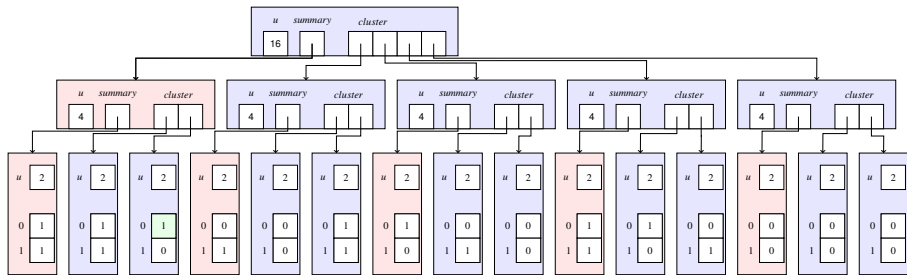 u summary cluster
16
u summary cluster u summary cluster u summary cluster u summary cluster u summary cluster
4 4 4 4 4
u 2 u 2 u 2 u 2 u 2 u 2 u 2 u 2 u 2 u 2 u 2 u 2 u 2 u 2 u 2
0 1 0 1 0 1 0 0 0 0 0 1 0 1 0 0 0 0 0 1 0 1 0 0 0 0 0 0 0 0
1 1 1 1 1 0 1 1 1 0 1 1 1 0 1 0 1 0 1 1 1 0 1 1 1 0 1 0 1 0